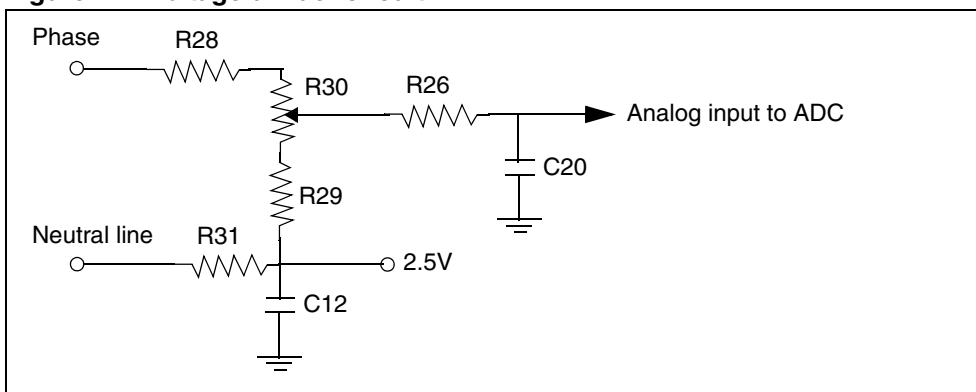 Phase
R28
R30
R26
Analog input to ADC
C20
R29
Neutral line
R31
2.5V
C12